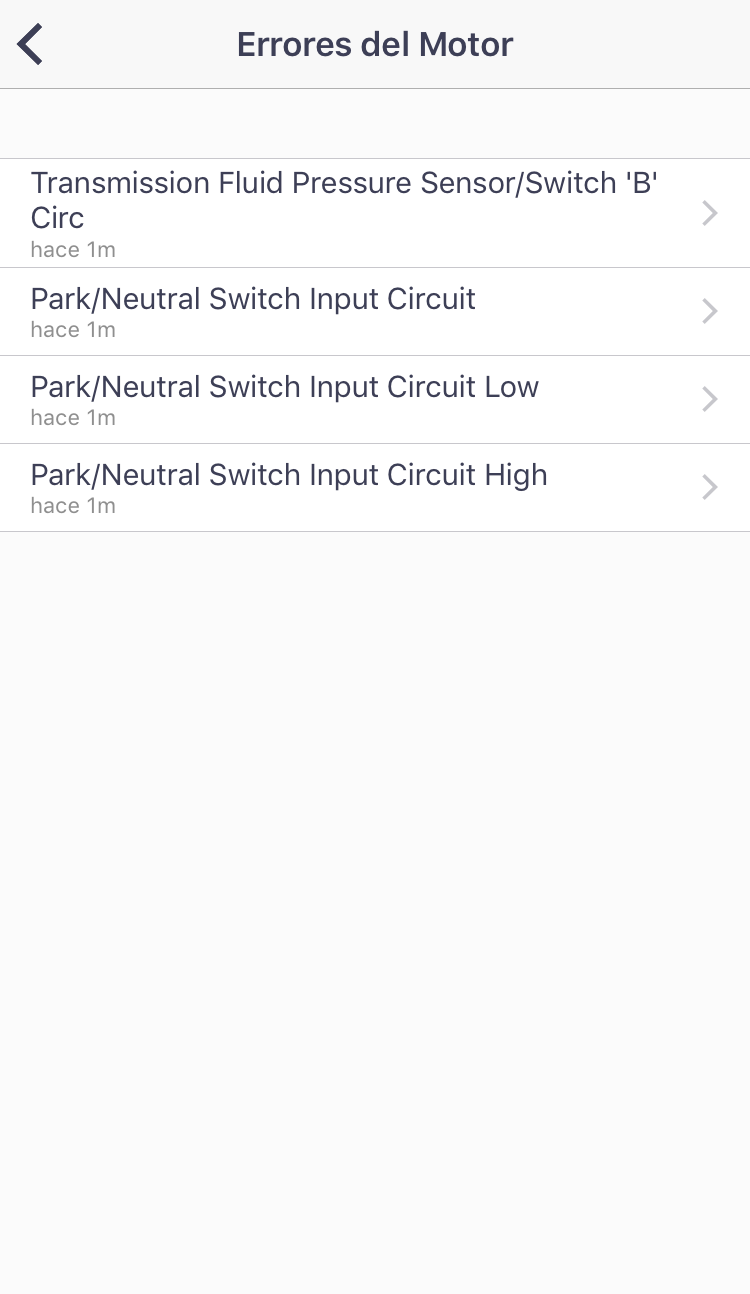 Errores del Motor
Transmission Fluid Pressure Sensor/Switch 'B'
Circ
hace 1m
Park/Neutral Switch Input Circuit
hace 1m
Park/Neutral Switch Input Circuit Low
hace 1m
Park/Neutral Switch Input Circuit High
hace 1m